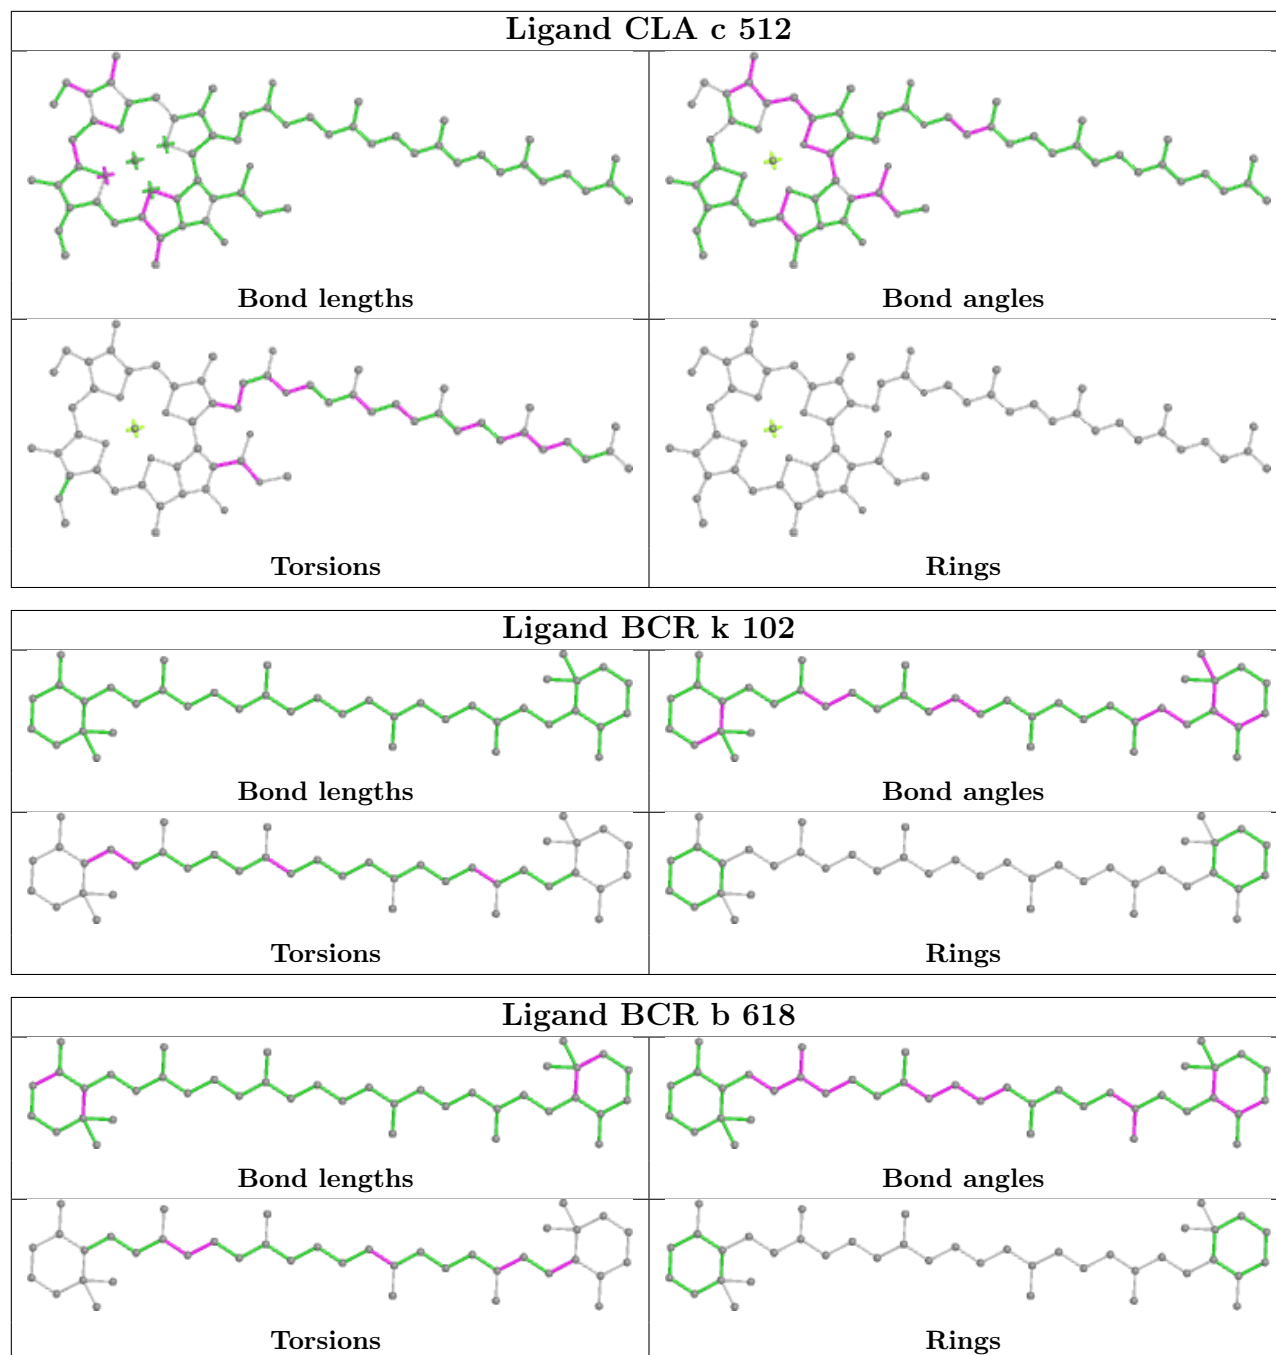 Ligand CLA c 512
Bond lengths
Bond angles
Torsions
Rings
Ligand BCR k 102
Bond lengths
Bond angles
Torsions
Rings
Ligand BCR b 618
Bond lengths
Bond angles
Torsions
Rings